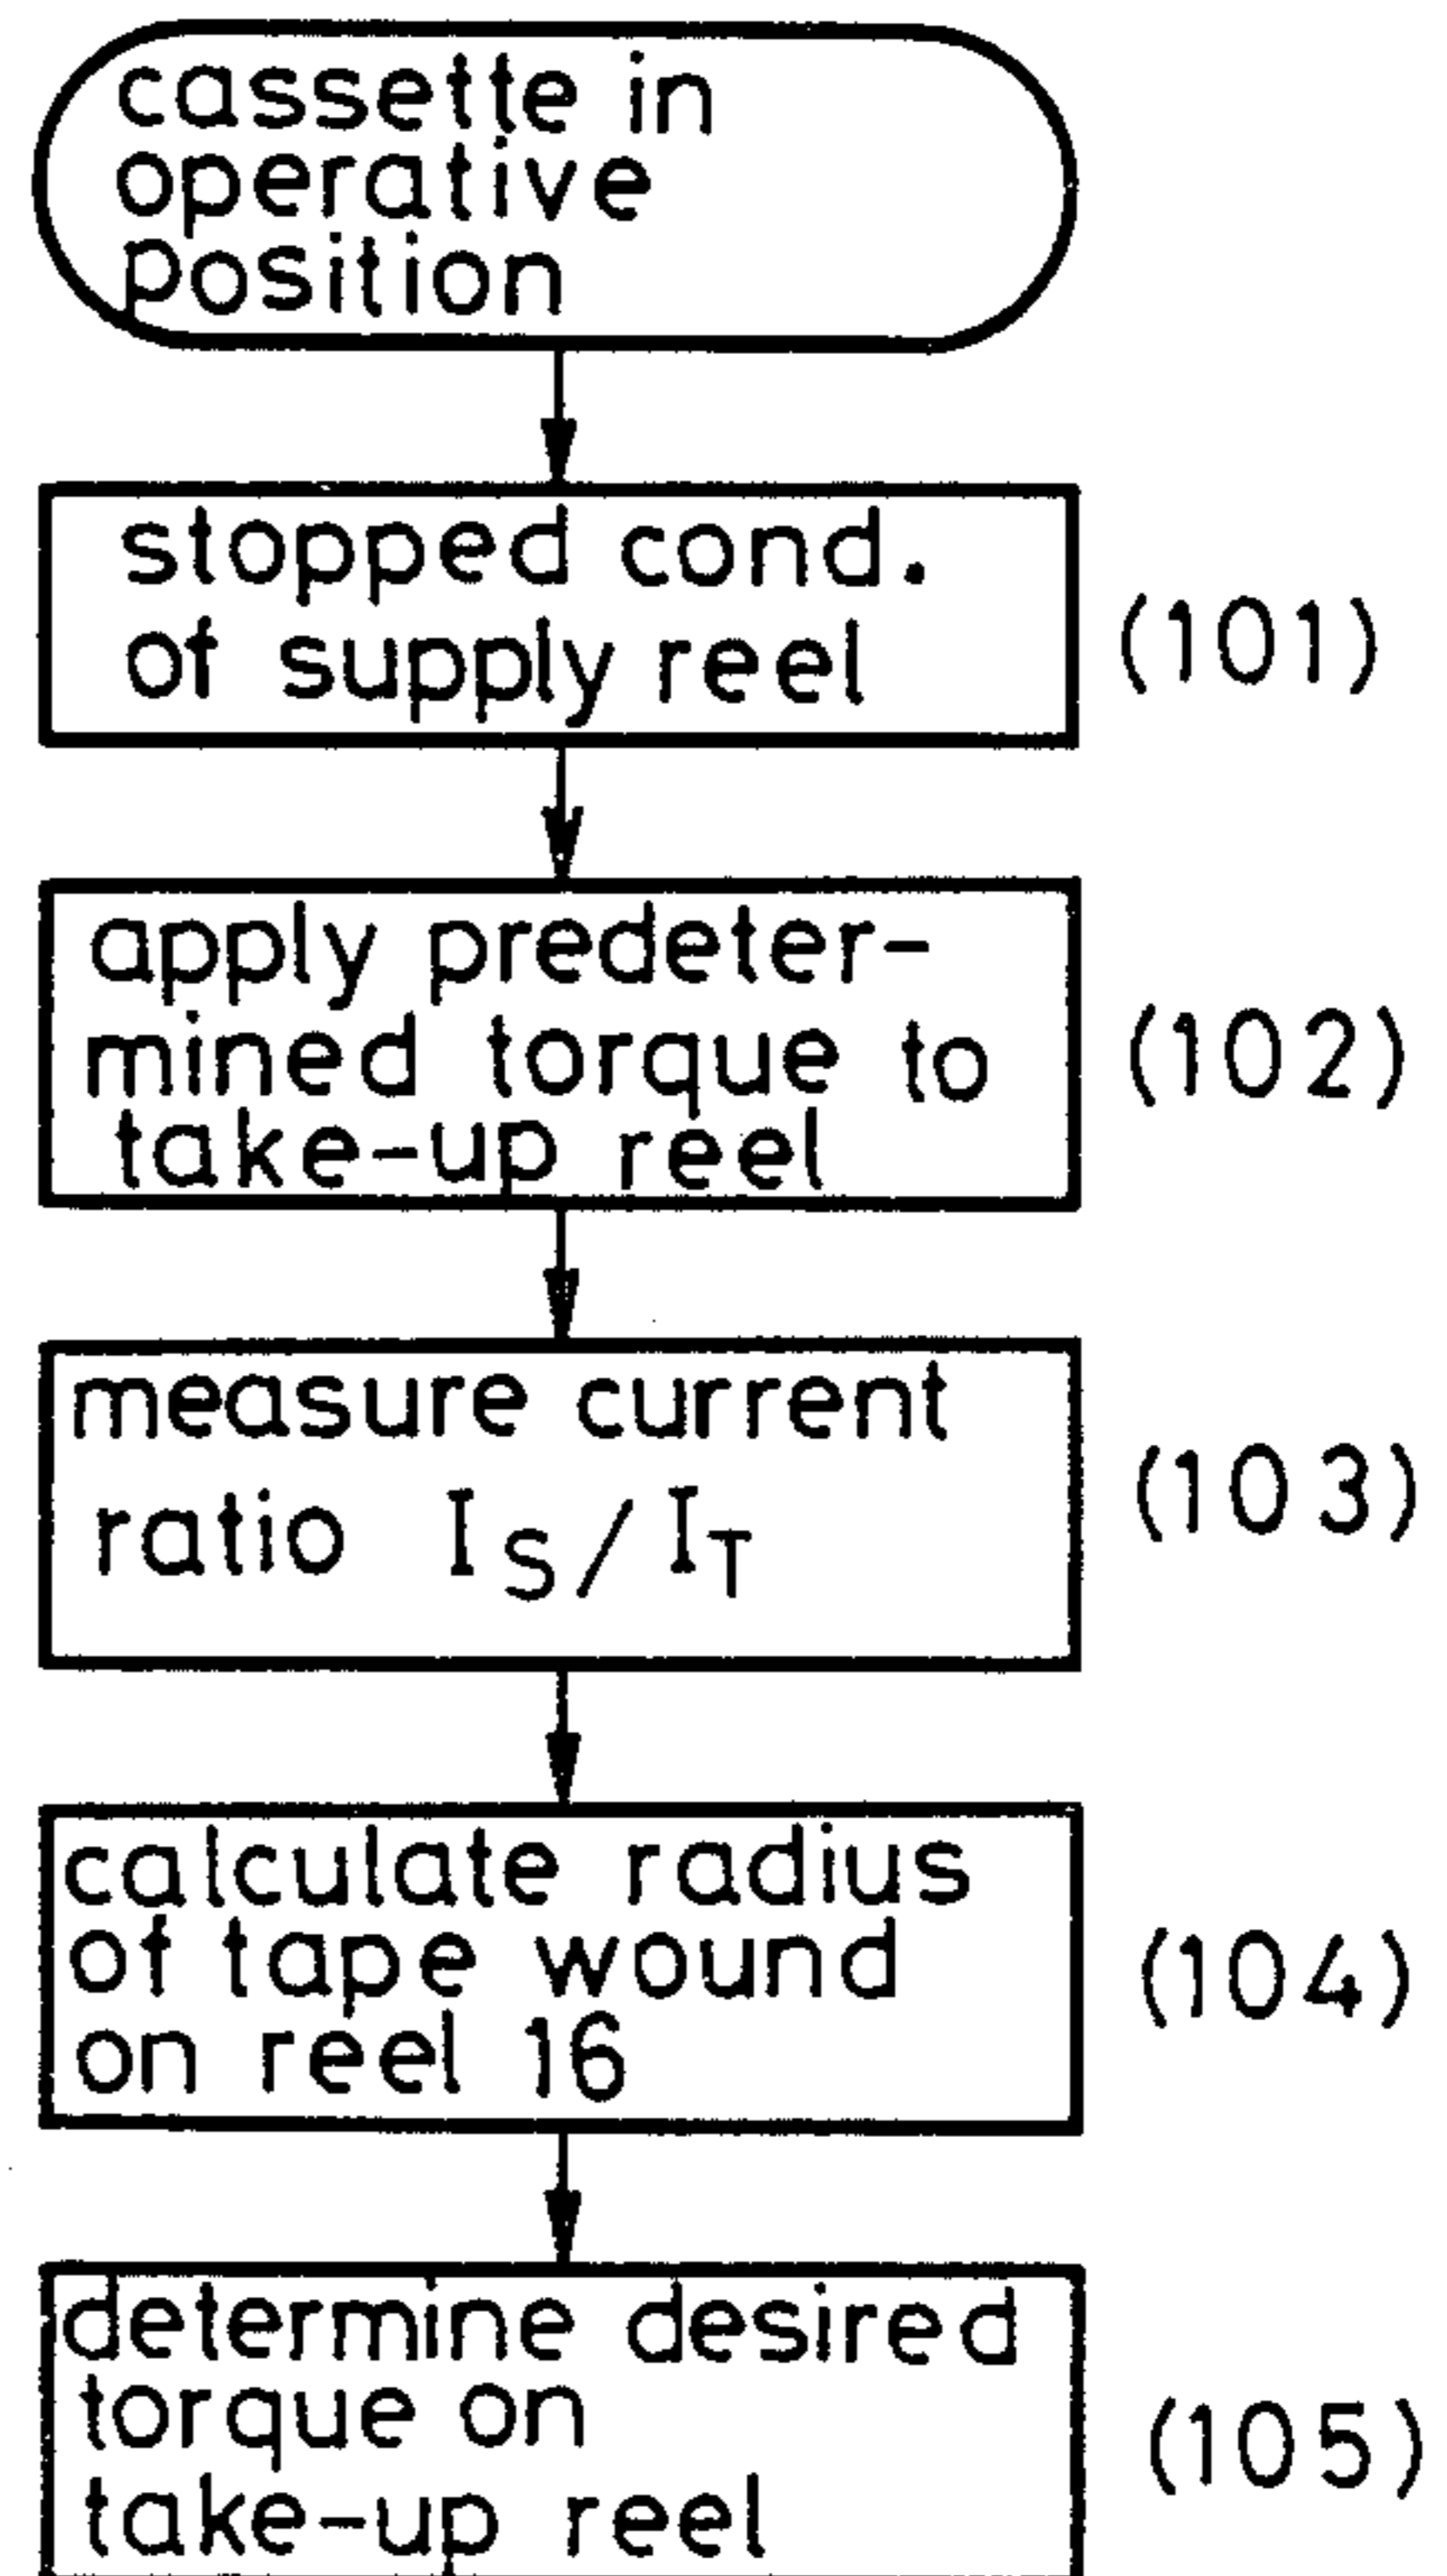 cassette in
operative
position
stopped cond.
of supply reel
(101)
apply predeter-
mined torque to
take-up reel
(102)
measure current
ratio I_S/I_T
(103)
calculate radius
of tape wound
on reel 16
(104)
determine desired
torque on
take-up reel
(105)